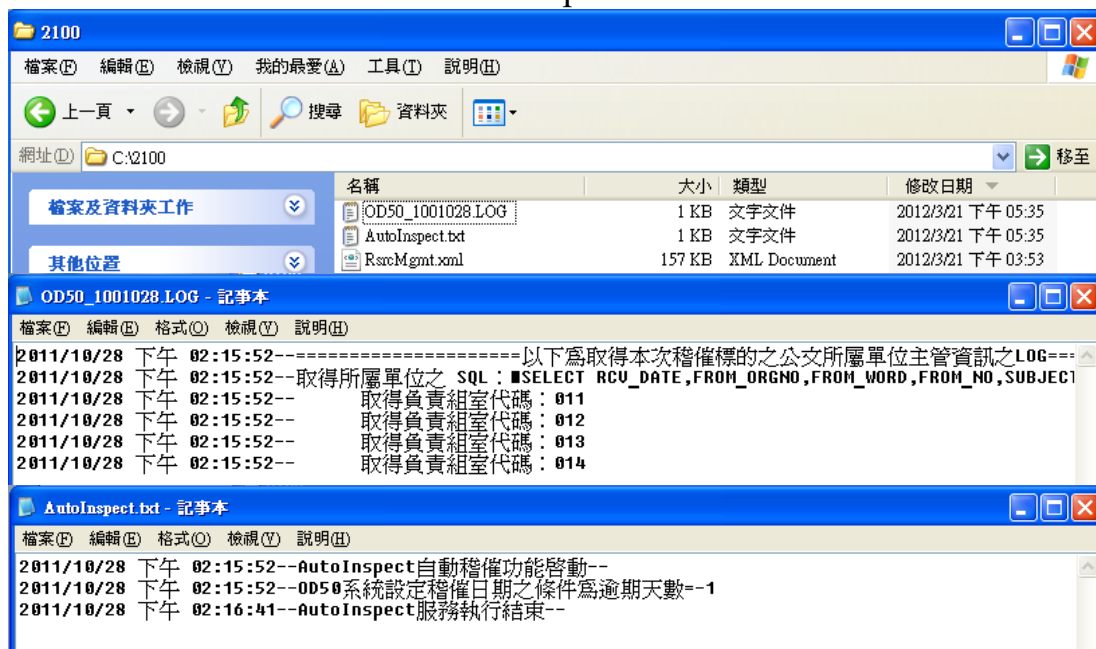 2100
檔案(F) 編輯(E) 檢視(V) 我的最愛(A) 工具(T) 說明(H)
上一頁 搜尋 資料夾
網址(D) C:\2100 移至
名稱 大小 類型 修改日期
檔案及資料夾工作
OD50_1001028.LOG 1 KB 文字文件 2012/3/21 下午 05:35
AutoInspect.txt 1 KB 文字文件 2012/3/21 下午 05:35
其他位置
RsrcMgmt.xml 157 KB XML Document 2012/3/21 下午 03:53
OD50_1001028.LOG - 記事本
檔案(F) 編輯(E) 格式(O) 檢視(V) 說明(H)
2011/10/28 下午 02:15:52--=====================以下為取得本次稽催標的之公文所屬單位主管資訊之LOG===
2011/10/28 下午 02:15:52--取得所屬單位之 SQL：■SELECT RCV_DATE,FROM_ORGNO,FROM_WORD,FROM_NO,SUBJECT
2011/10/28 下午 02:15:52-- 取得負責組室代碼：011
2011/10/28 下午 02:15:52-- 取得負責組室代碼：012
2011/10/28 下午 02:15:52-- 取得負責組室代碼：013
2011/10/28 下午 02:15:52-- 取得負責組室代碼：014
AutoInspect.txt - 記事本
檔案(F) 編輯(E) 格式(O) 檢視(V) 說明(H)
2011/10/28 下午 02:15:52--AutoInspect自動稽催功能啓動--
2011/10/28 下午 02:15:52--OD50系統設定稽催日期之條件為逾期天數=-1
2011/10/28 下午 02:16:41--AutoInspect服務執行結束--